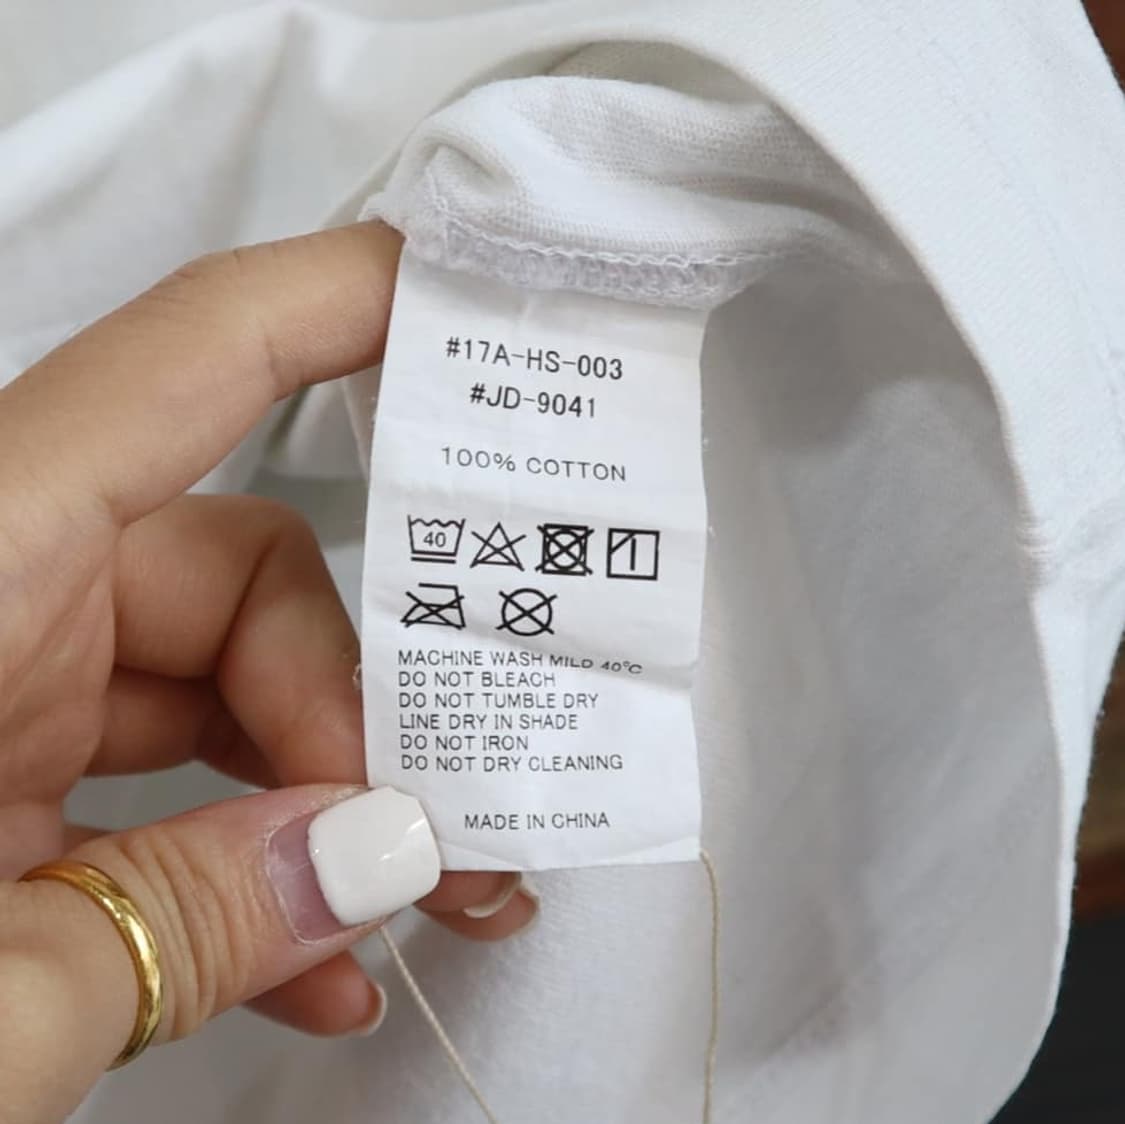 #17A-HS-003
#JD-9041
100% COTTON
40
MACHINE WASH MILD 40°C
DO NOT BLEACH
DO NOT TUMBLE DRY
LINE DRY IN SHADE
DO NOT IRON
DO NOT DRY CLEANING
MADE IN CHINA